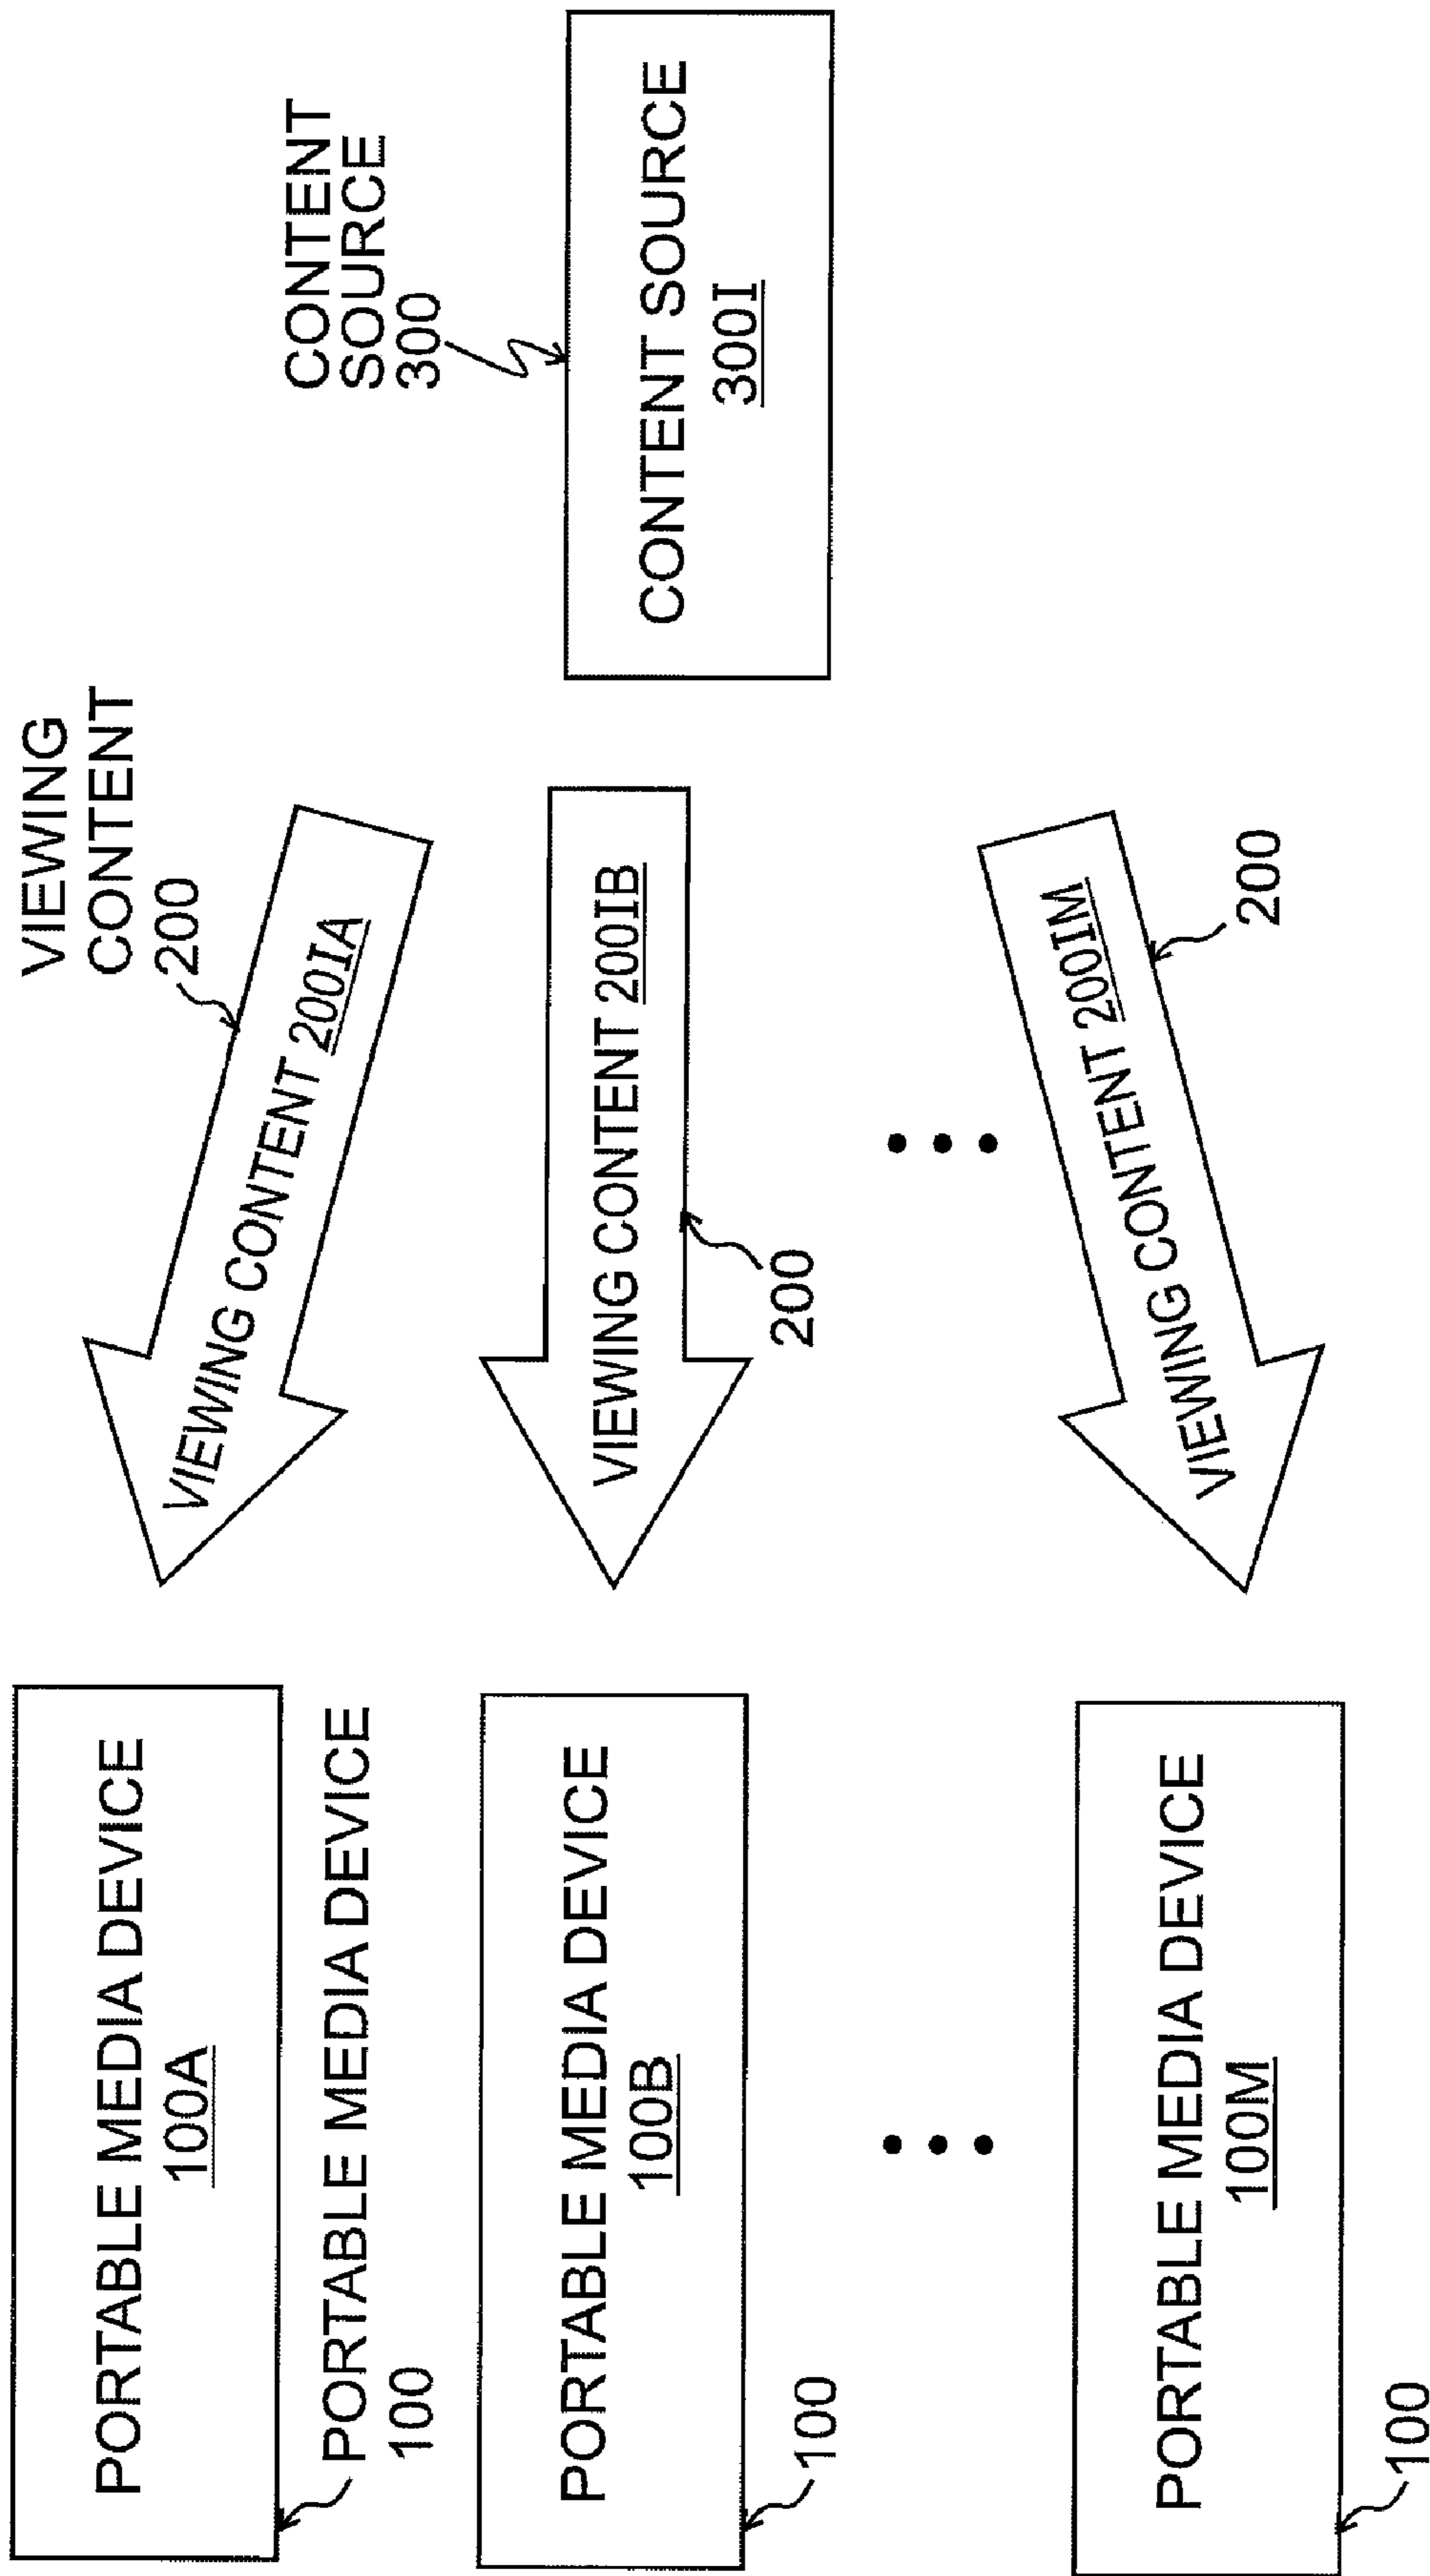 PORTABLE MEDIA DEVICE
100A
PORTABLE MEDIA DEVICE
100
PORTABLE MEDIA DEVICE
100B
100
PORTABLE MEDIA DEVICE
100M
100
VIEWING
CONTENT
200
VIEWING CONTENT 200IA
VIEWING CONTENT 200IB
200
VIEWING CONTENT 200IM
200
CONTENT
SOURCE
300
CONTENT SOURCE
300I